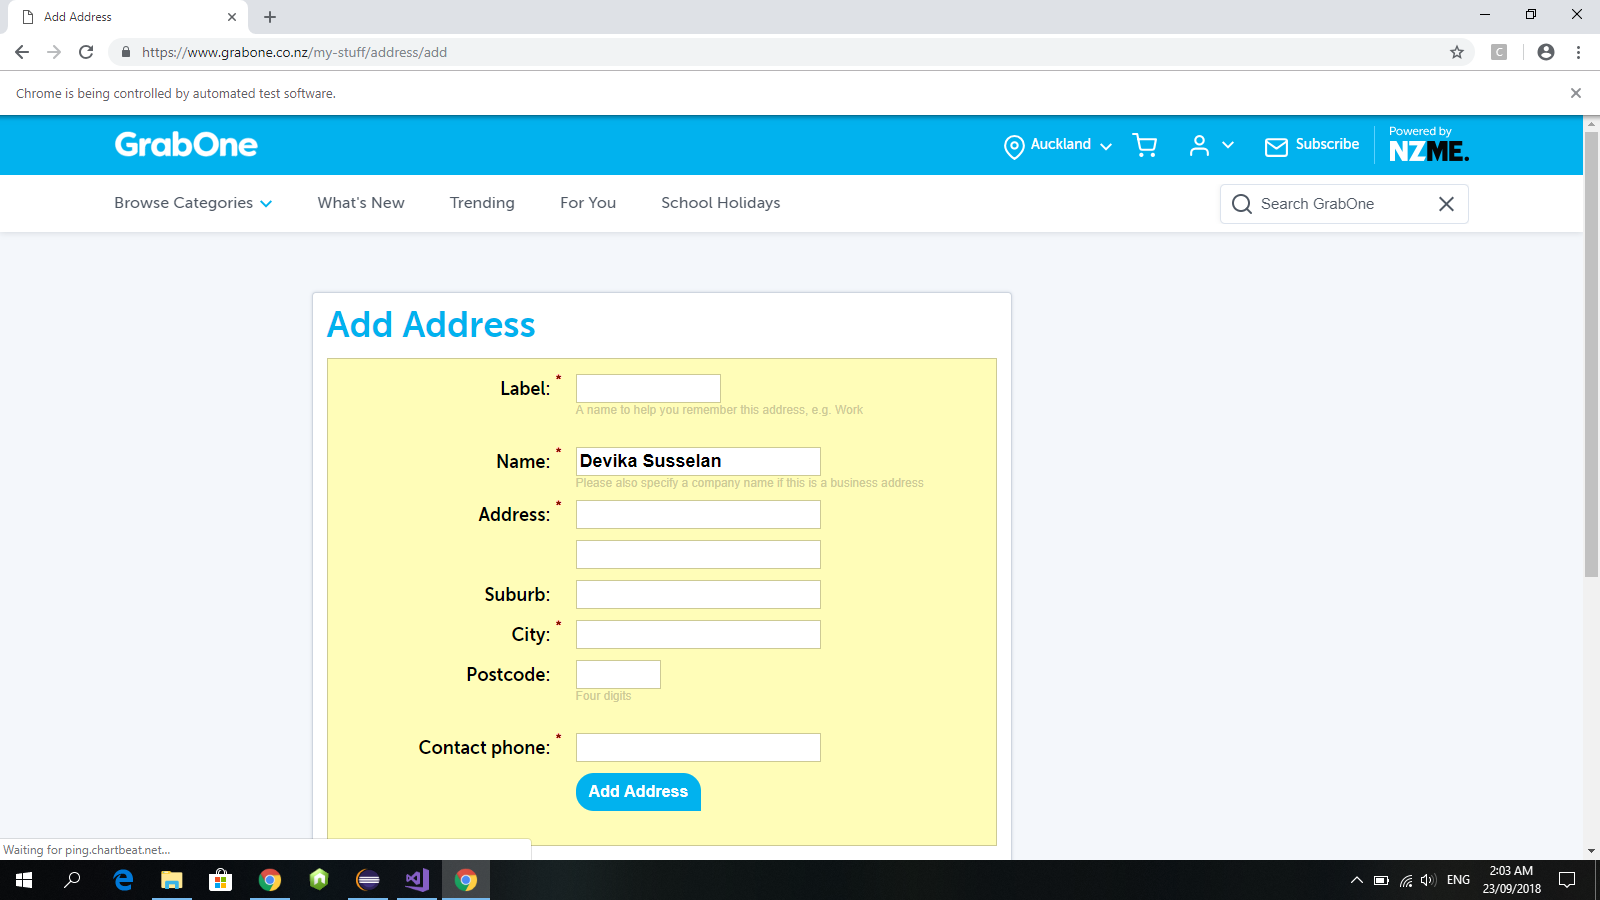 Add Address
https://www.grabone.co.nz/my-stuff/address/add
C
Chrome is being controlled by automated test software.
GrabOne
Auckland
Subscribe
Powered by
NZME.
Browse Categories
What's New
Trending
For You
School Holidays
Search GrabOne
Add Address
Label: *
A name to help you remember this address, e.g. Work
Name: * Devika Susselan
Please also specify a company name if this is a business address
Address: *
Suburb:
City: *
Postcode:
Four digits
Contact phone: *
Add Address
Waiting for ping.chartbeat.net...
ENG
2:03 AM
23/09/2018